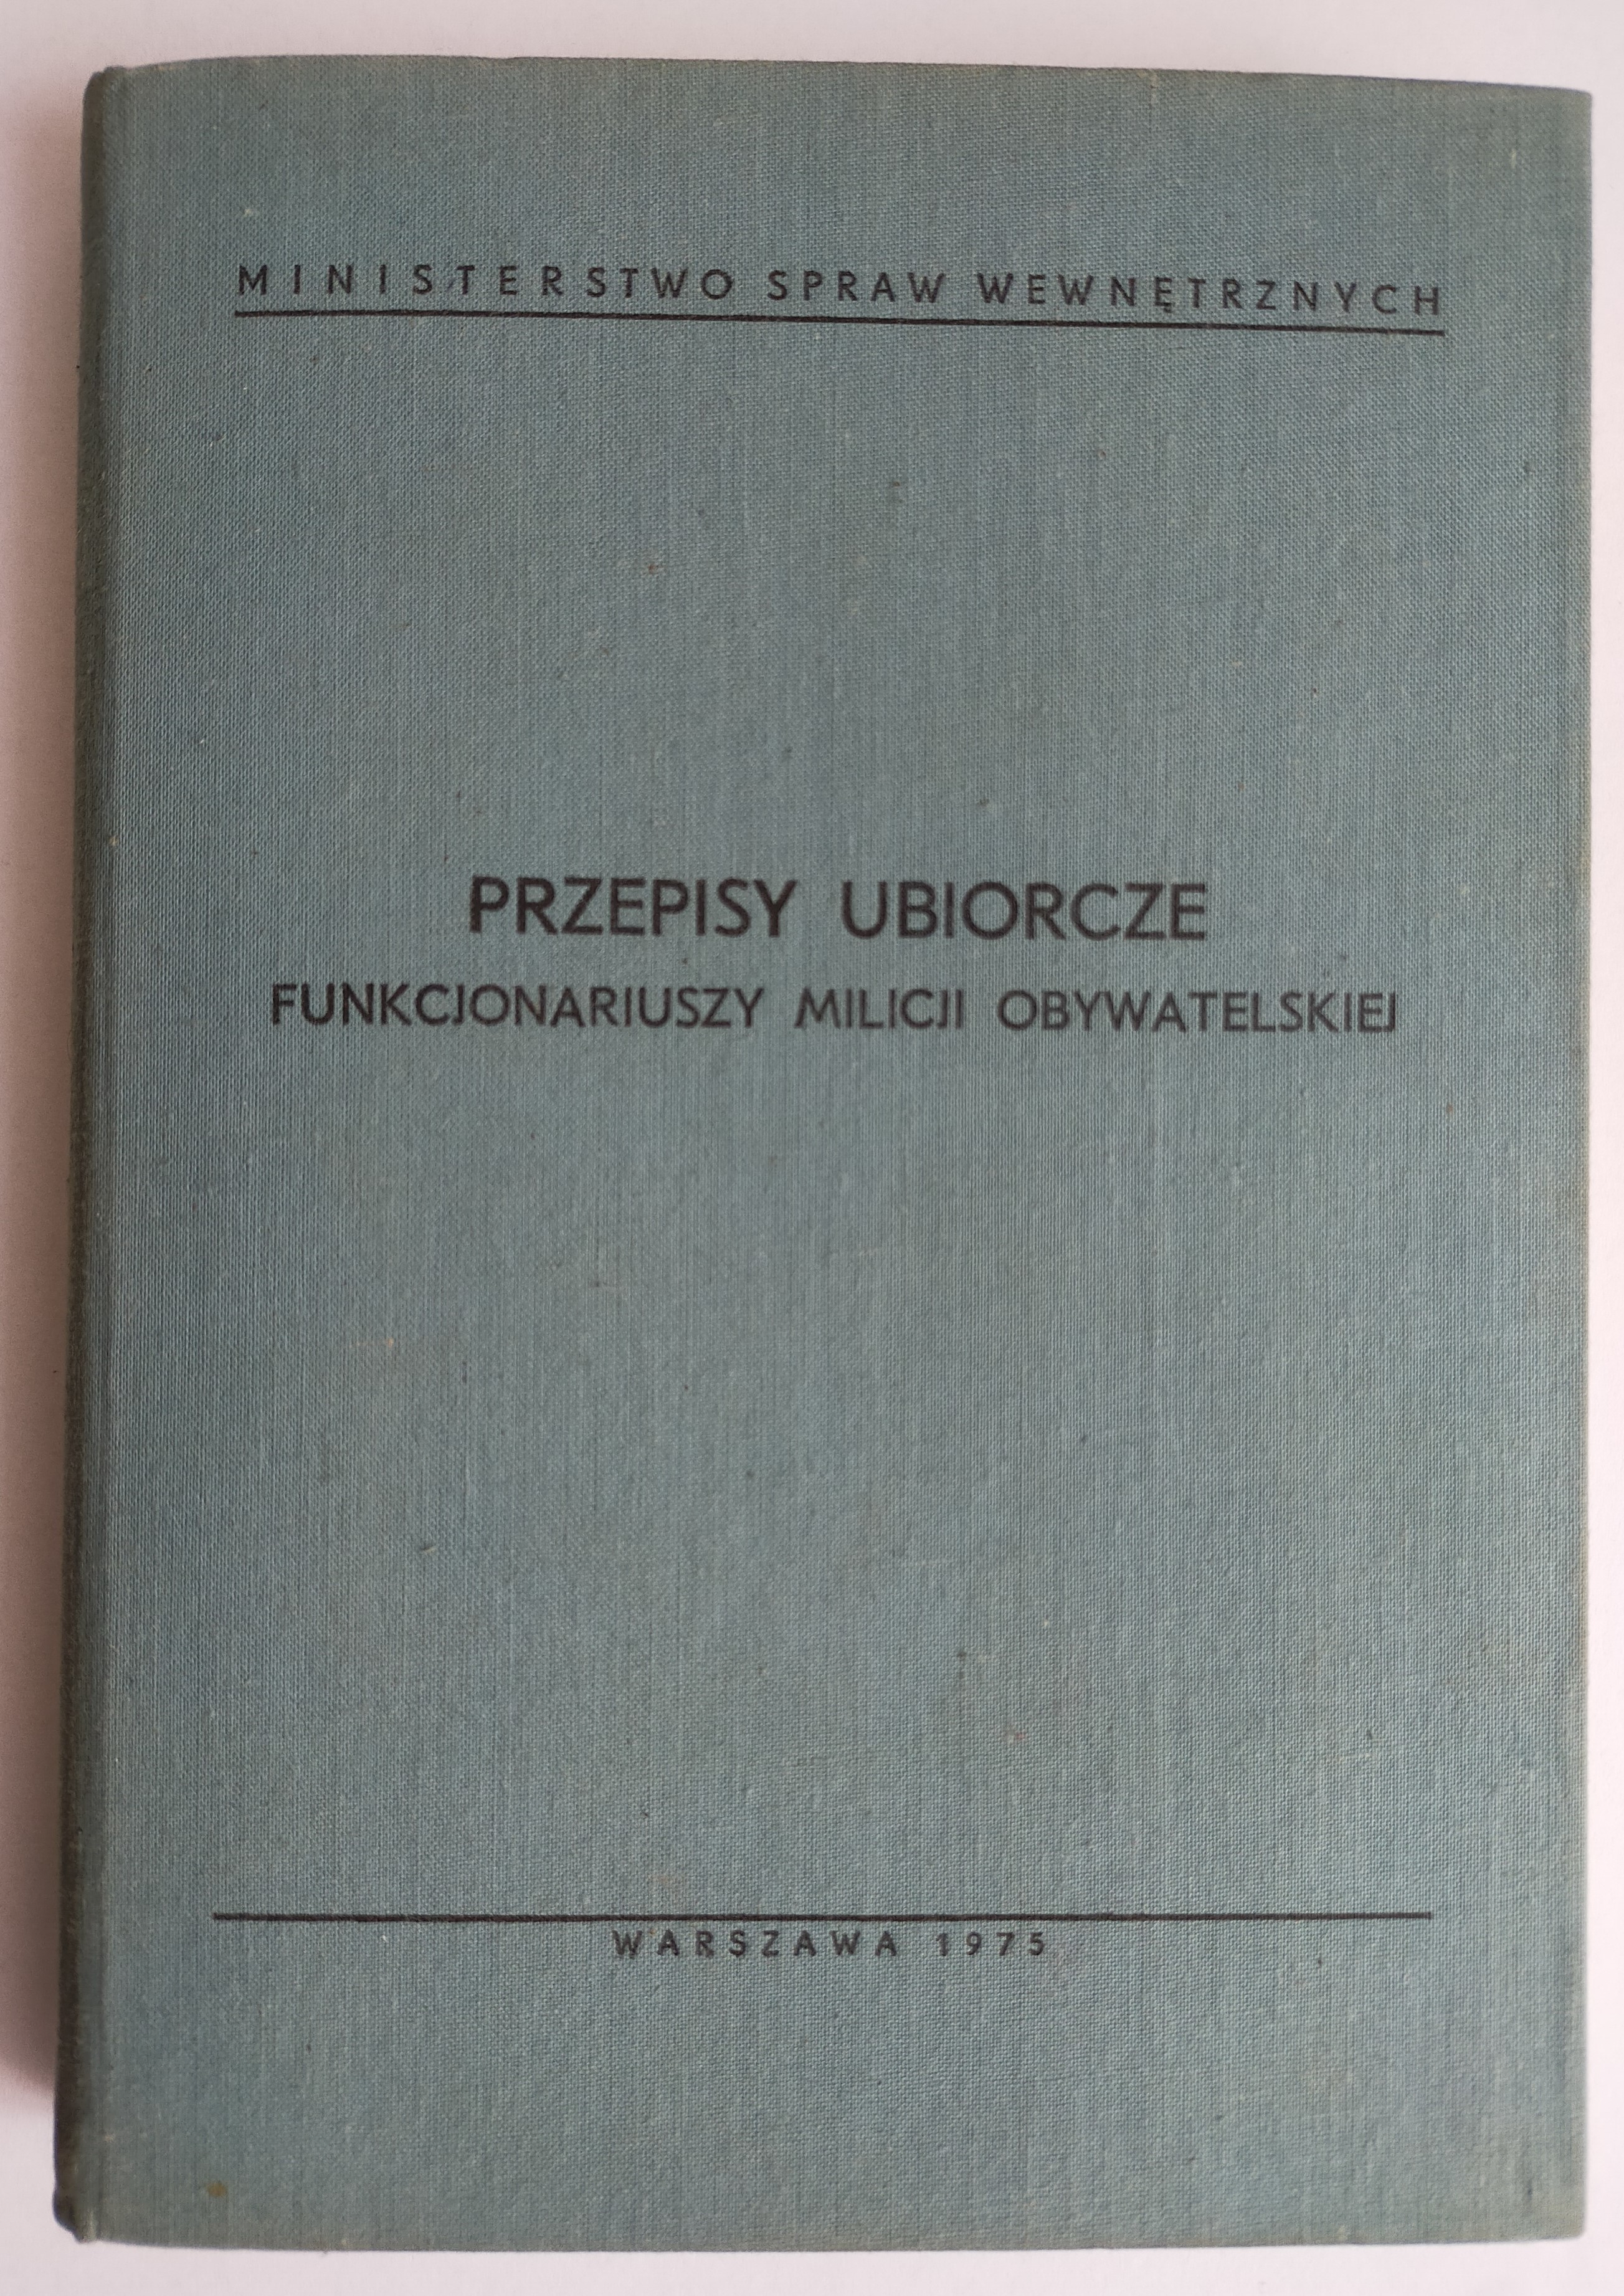 MINISTERSTWO SPRAW WEWNĘTRZNYCH
PRZEPISY UBIORCZE
FUNKCJONARIUSZY MILICJI OBYWATELSKIEJ
WARSZAWA 1975